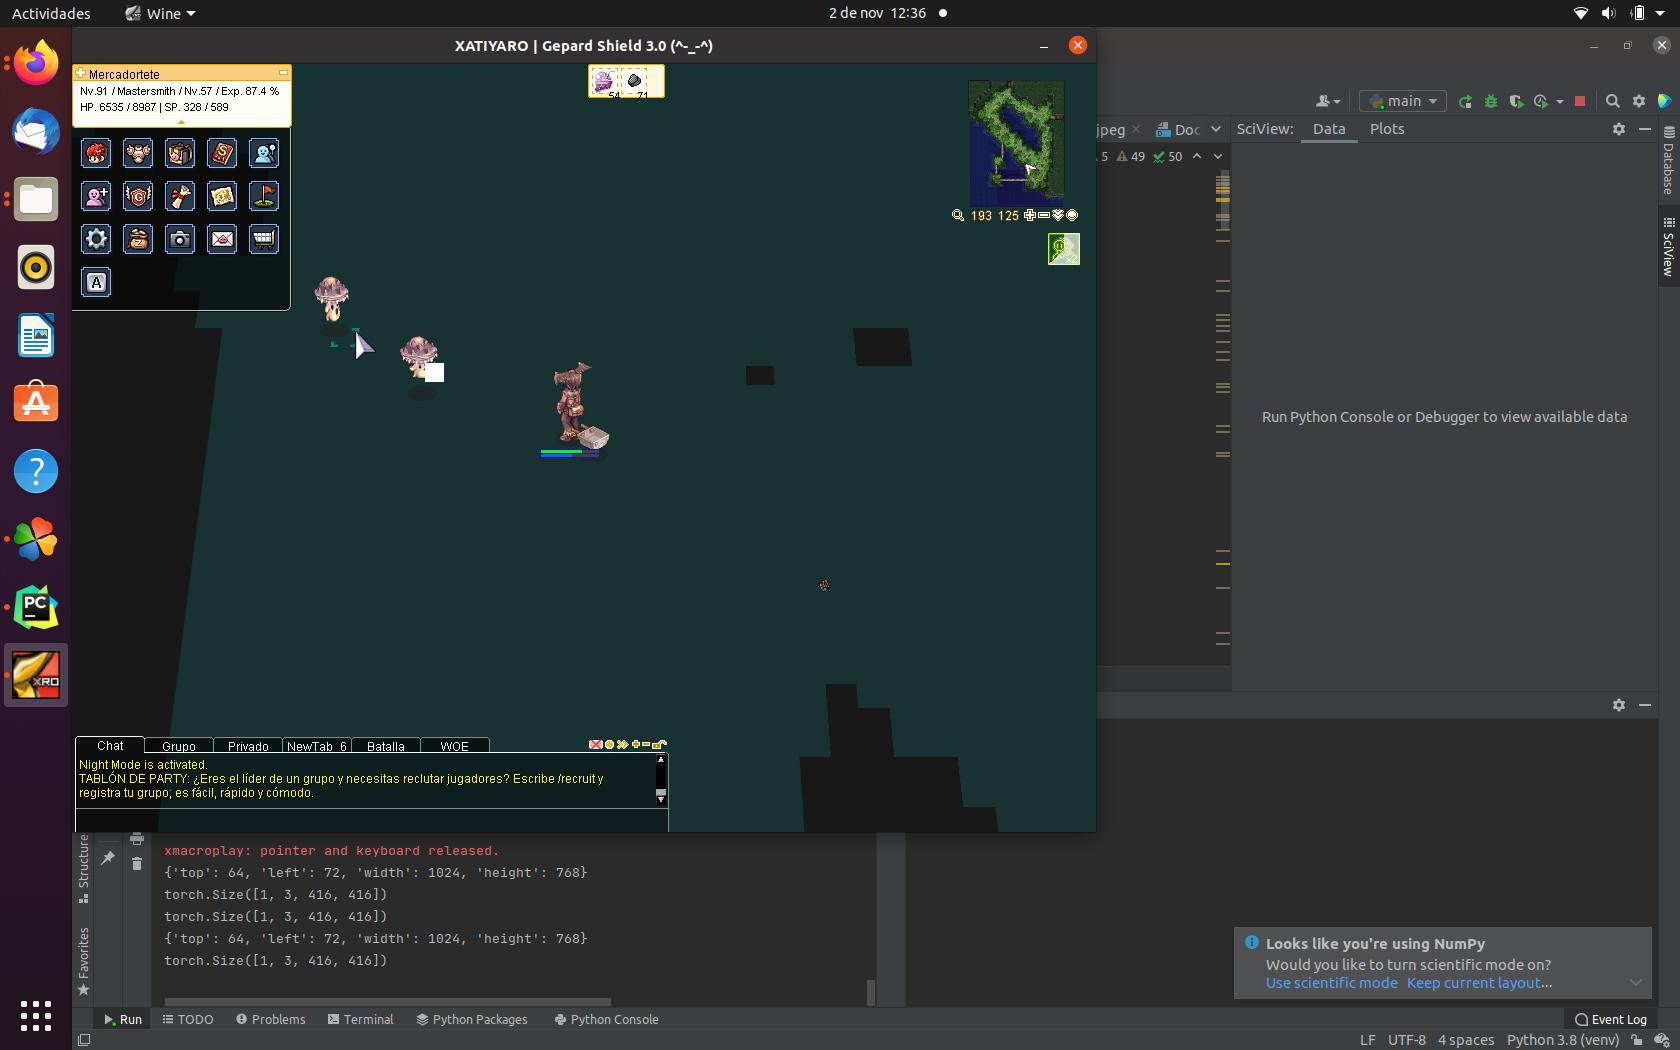 Actividades
Wine
2 de nov 12:36
XATIYARO | Gepard Shield 3.0 (^-_-^)
Mercadortete
Nv.91 / Mastersmith / Nv.57 / Exp. 87.4 %
HP. 6535 / 8987 | SP. 328 / 589
54
71
S
G
Z
A
193 125
x2
main
jpeg
Doc
SciView:
Data
Plots
5
49
50
Database
SciView
Run Python Console or Debugger to view available data
?
PC
XRO
Chat
Grupo
Privado
NewTab_6
Batalla
WOE
Night Mode is activated.
TABLÓN DE PARTY: ¿Eres el líder de un grupo y necesitas reclutar jugadores? Escribe /recruit y
registra tu grupo; es fácil, rápido y cómodo.
Structure
Favorites
xmacroplay: pointer and keyboard released.
{'top': 64, 'left': 72, 'width': 1024, 'height': 768}
torch.Size([1, 3, 416, 416])
torch.Size([1, 3, 416, 416])
{'top': 64, 'left': 72, 'width': 1024, 'height': 768}
torch.Size([1, 3, 416, 416])
Looks like you're using NumPy
Would you like to turn scientific mode on?
Use scientific mode Keep current layout...
Run
TODO
Problems
Terminal
Python Packages
Python Console
Event Log
LF UTF-8 4 spaces Python 3.8 (venv)